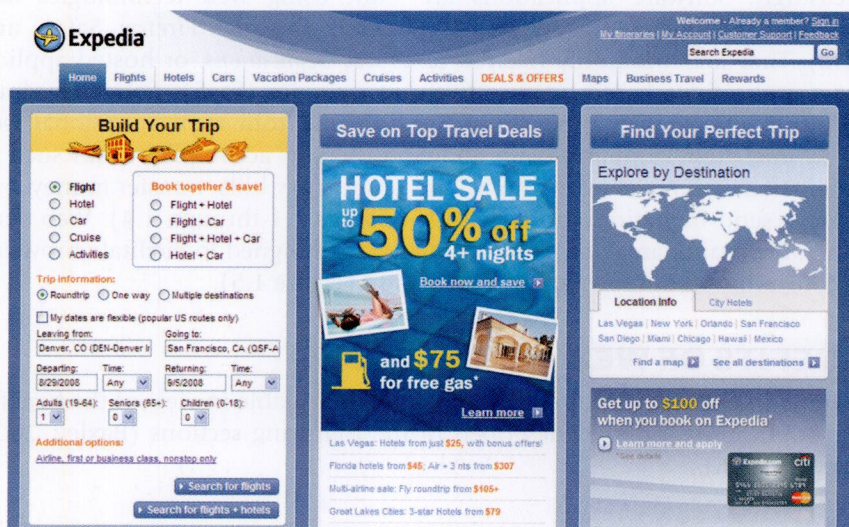 Welcome - Already a member? Sign in
My Itineraries | My Account | Customer Support | Feedback
Expedia
Search Expedia Go
Home Flights Hotels Cars Vacation Packages Cruises Activities DEALS & OFFERS Maps Business Travel Rewards
Build Your Trip
Flight
Hotel
Car
Cruise
Activities
Book together & save!
Flight + Hotel
Flight + Car
Flight + Hotel + Car
Hotel + Car
Trip information:
Roundtrip One way Multiple destinations
My dates are flexible (popular US routes only)
Leaving from: Going to:
Denver, CO (DEN-Denver In San Francisco, CA (QSF-A
Departing: Time: Returning: Time:
8/29/2008 Any 9/5/2008 Any
Adults (19-64): Seniors (65+): Children (0-18):
1 0 0
Additional options:
Airline, first or business class, nonstop only
Search for flights
Search for flights + hotels
Save on Top Travel Deals
HOTEL SALE
up to 50% off
4+ nights
Book now and save
and $75
for free gas*
Learn more
Las Vegas: Hotels from just $25, with bonus offers!
Florida hotels from $45; Air + 3 nts from $307
Multi-airline sale: Fly roundtrip from $105+
Great Lakes Cities: 3-star Hotels from $79
Find Your Perfect Trip
Explore by Destination
Location Info City Hotels
Las Vegas | New York | Orlando | San Francisco
San Diego | Miami | Chicago | Hawaii | Mexico
Find a map See all destinations
Get up to $100 off
when you book on Expedia*
Learn more and apply
*See details
Expedia.com citi
MasterCard